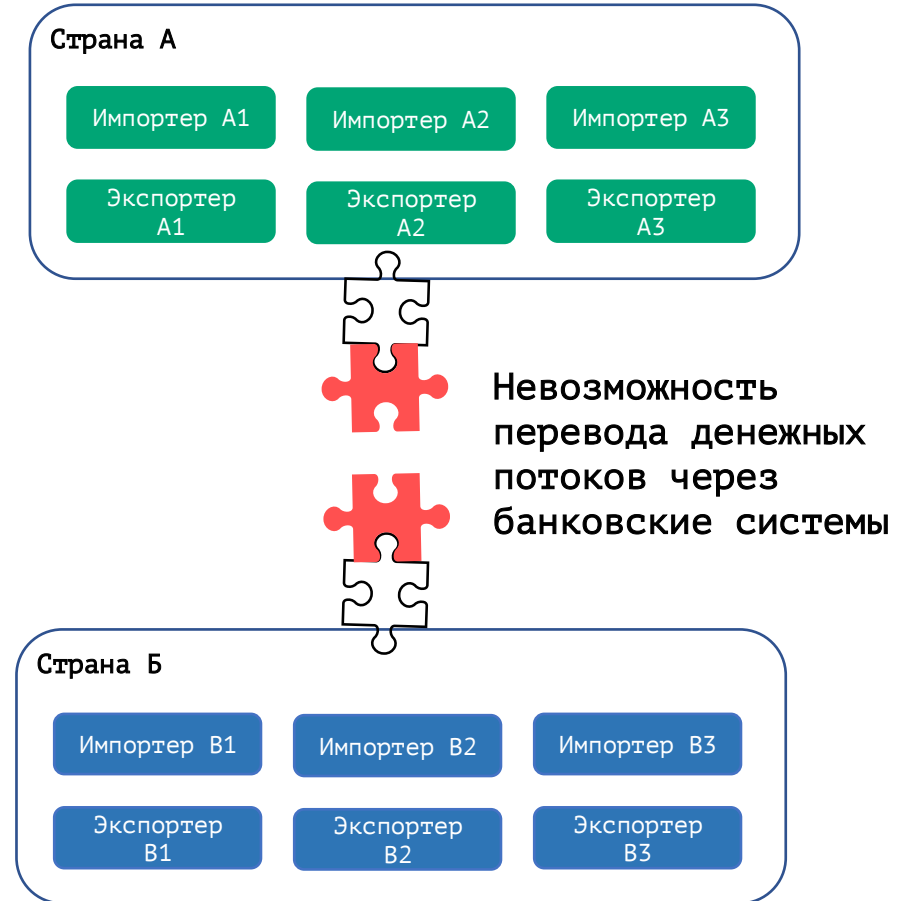 Страна А
Импортер А1
Импортер А2
Импортер А3
Экспортер
А1
Экспортер
А2
Экспортер
А3
Невозможность
перевода денежных
потоков через
банковские системы
Страна Б
Импортер В1
Импортер В2
Импортер В3
Экспортер
В1
Экспортер
В2
Экспортер
В3